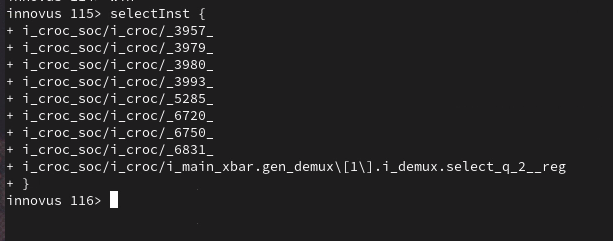 innovus 115> selectInst {
+ i_croc_soc/i_croc/_3957_
+ i_croc_soc/i_croc/_3979_
+ i_croc_soc/i_croc/_3980_
+ i_croc_soc/i_croc/_3993_
+ i_croc_soc/i_croc/_5285_
+ i_croc_soc/i_croc/_6720_
+ i_croc_soc/i_croc/_6750_
+ i_croc_soc/i_croc/_6831_
+ i_croc_soc/i_croc/i_main_xbar.gen_demux\[1\].i_demux.select_q_2__reg
+ }
innovus 116>